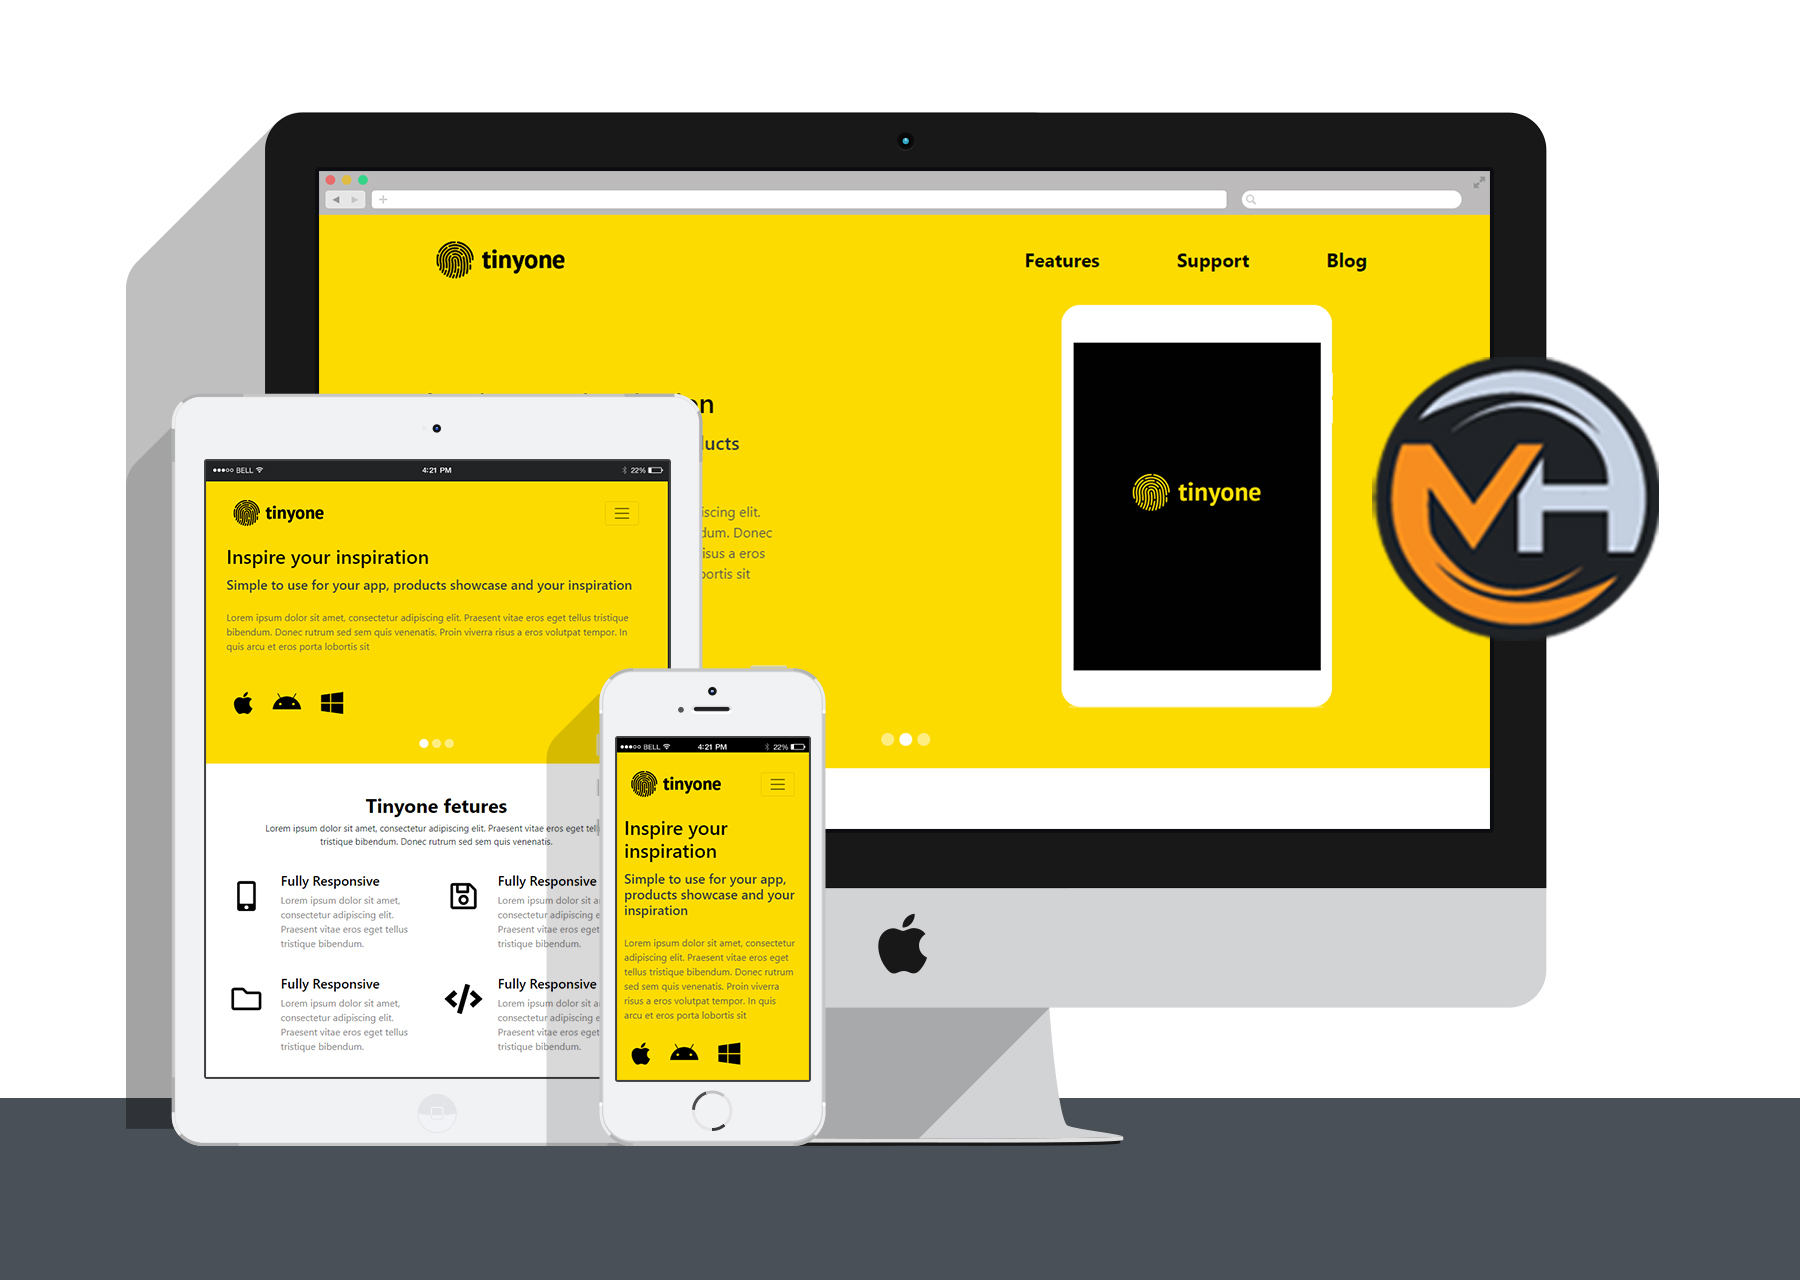 tinyone
Features
Support
Blog
ducts
iscing elit.
dum. Donec
isus a eros
bortis sit
tinyone
MH
●●●○○ BELL
4:21 PM
22%
tinyone
Inspire your inspiration
Simple to use for your app, products showcase and your inspiration
Lorem ipsum dolor sit amet, consectetur adipiscing elit. Praesent vitae eros eget tellus tristique
bibendum. Donec rutrum sed sem quis venenatis. Proin viverra risus a eros volutpat tempor. In
quis arcu et eros porta lobortis sit
Tinyone fetures
Lorem ipsum dolor sit amet, consectetur adipiscing elit. Praesent vitae eros eget tell
tristique bibendum. Donec rutrum sed sem quis venenatis.
Fully Responsive
Lorem ipsum dolor sit amet,
consectetur adipiscing elit.
Praesent vitae eros eget tellus
tristique bibendum.
Fully Responsive
Lorem ipsum dolor sit a
consectetur adipiscing e
Praesent vitae eros eget
tristique bibendum.
Fully Responsive
Lorem ipsum dolor sit amet,
consectetur adipiscing elit.
Praesent vitae eros eget tellus
tristique bibendum.
Fully Responsive
Lorem ipsum dolor sit a
consectetur adipiscing e
Praesent vitae eros eget
tristique bibendum.
●●●○○ BELL
4:21 PM
22%
tinyone
Inspire your
inspiration
Simple to use for your app,
products showcase and your
inspiration
Lorem ipsum dolor sit amet, consectetur
adipiscing elit. Praesent vitae eros eget
tellus tristique bibendum. Donec rutrum
sed sem quis venenatis. Proin viverra
risus a eros volutpat tempor. In quis
arcu et eros porta lobortis sit